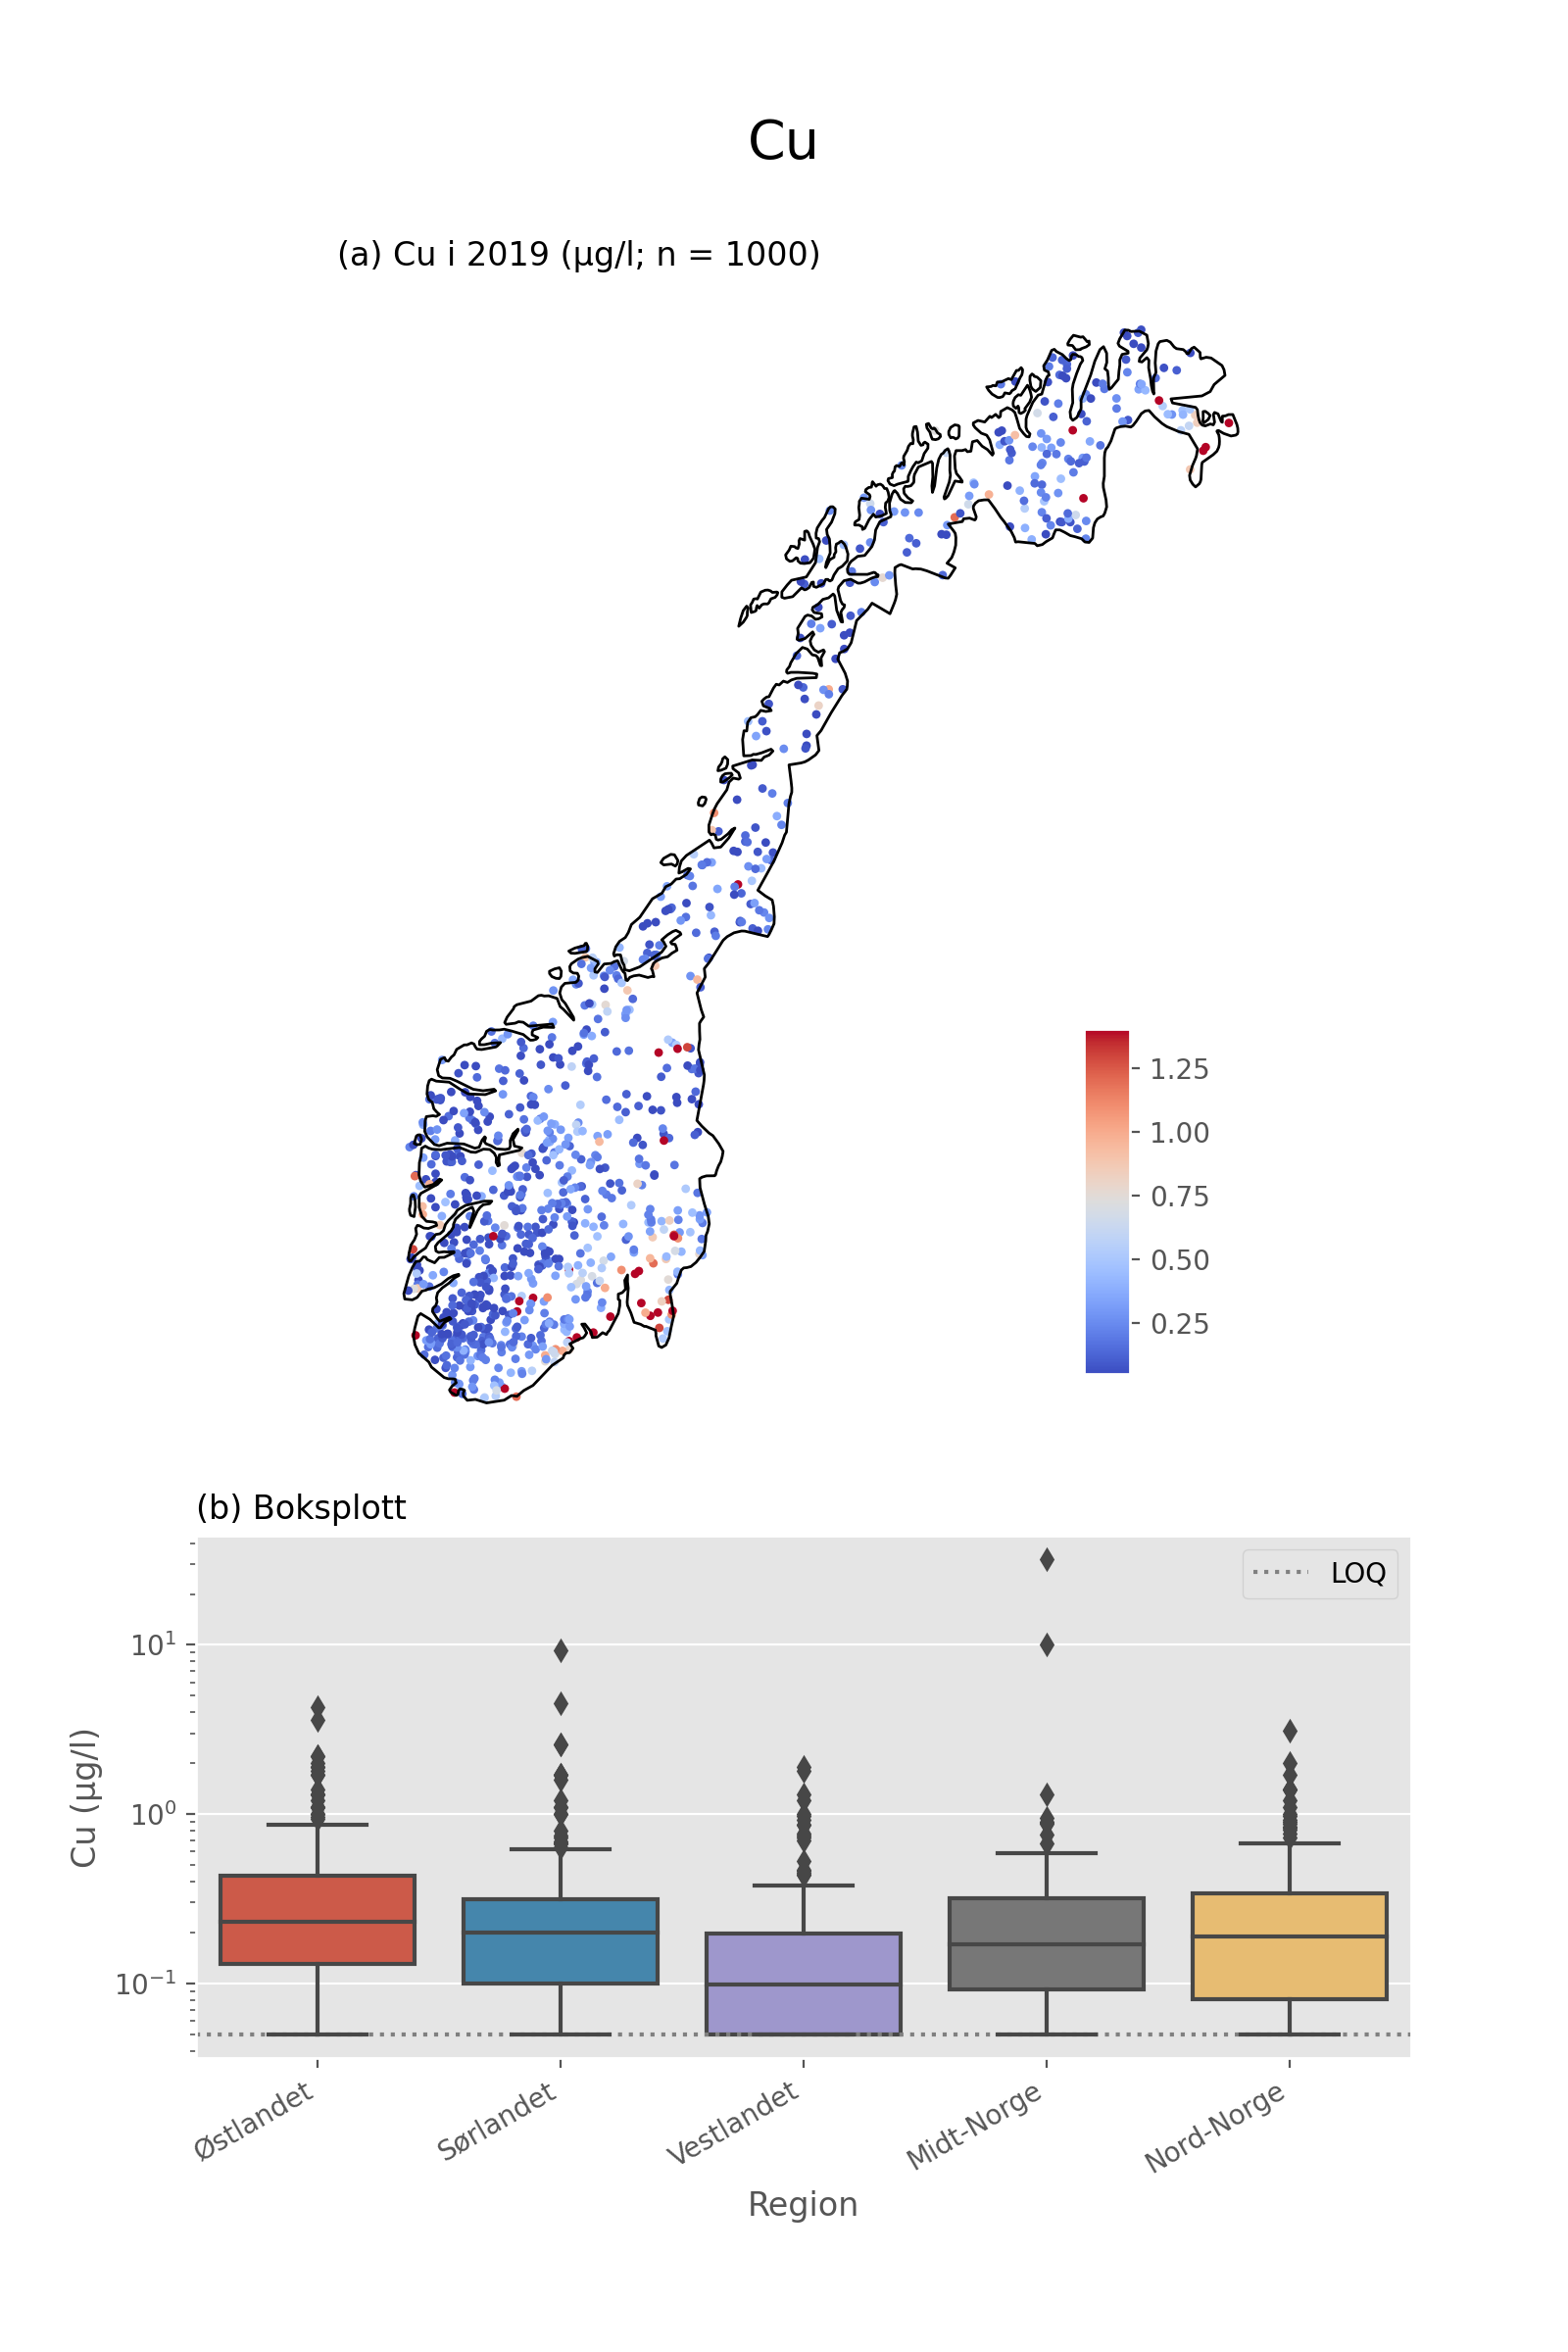 Cu
(a) Cu i 2019 (µg/l; n = 1000)
1.25
1.00
0.75
0.50
0.25
(b) Boksplott
LOQ
10¹
10⁰
10⁻¹
Cu (µg/l)
Østlandet
Sørlandet
Vestlandet
Midt-Norge
Nord-Norge
Region